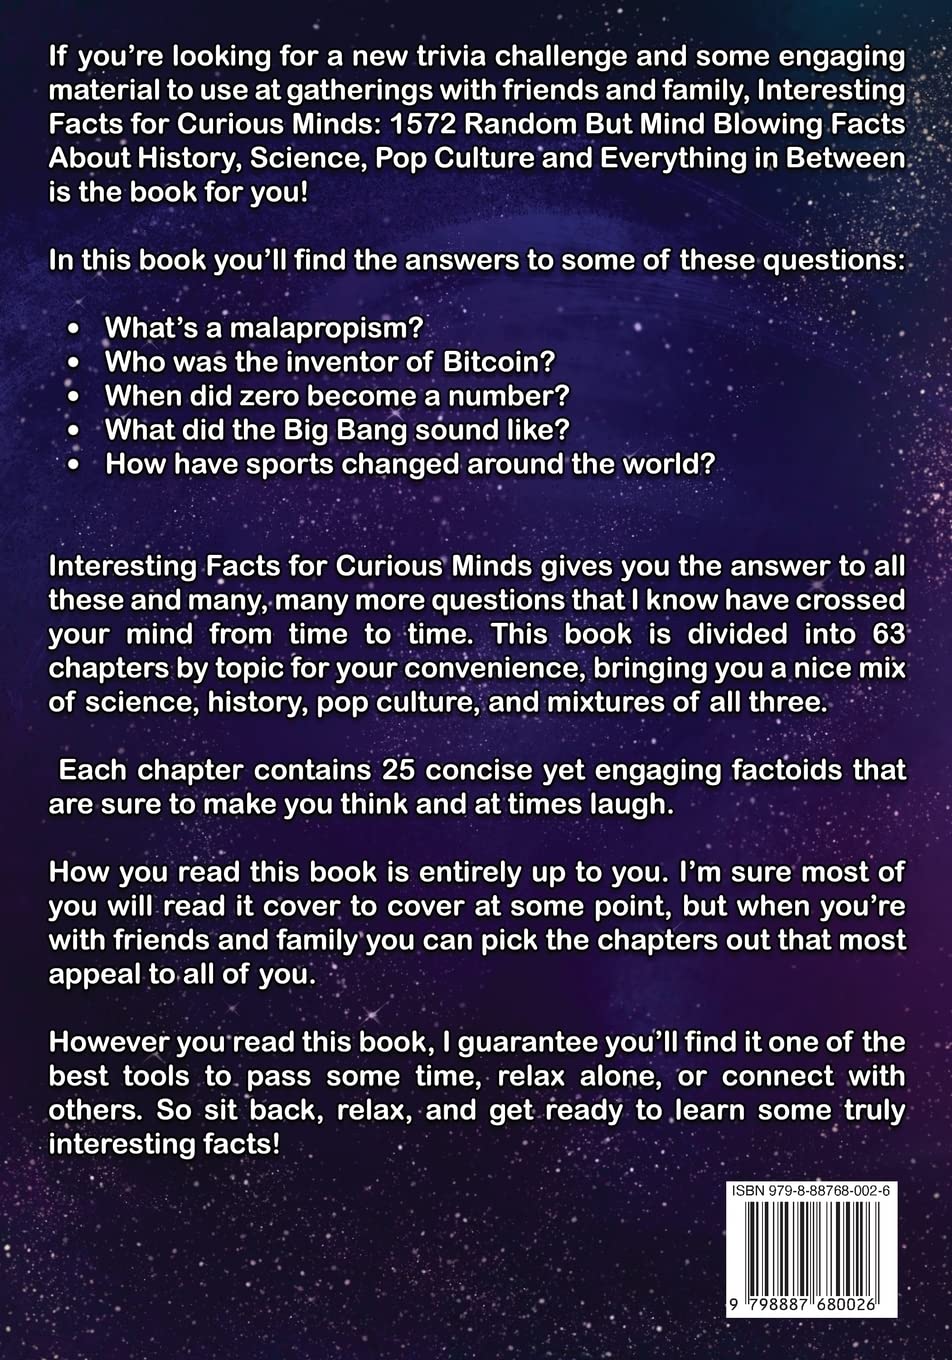 If you’re looking for a new trivia challenge and some engaging
material to use at gatherings with friends and family, Interesting
Facts for Curious Minds: 1572 Random But Mind Blowing Facts
About History, Science, Pop Culture and Everything in Between
is the book for you!
In this book you’ll find the answers to some of these questions:
• What’s a malapropism?
• Who was the inventor of Bitcoin?
• When did zero become a number?
• What did the Big Bang sound like?
• How have sports changed around the world?
Interesting Facts for Curious Minds gives you the answer to all
these and many, many more questions that I know have crossed
your mind from time to time. This book is divided into 63
chapters by topic for your convenience, bringing you a nice mix
of science, history, pop culture, and mixtures of all three.
Each chapter contains 25 concise yet engaging factoids that
are sure to make you think and at times laugh.
How you read this book is entirely up to you. I’m sure most of
you will read it cover to cover at some point, but when you’re
with friends and family you can pick the chapters out that most
appeal to all of you.
However you read this book, I guarantee you’ll find it one of the
best tools to pass some time, relax alone, or connect with
others. So sit back, relax, and get ready to learn some truly
interesting facts!
ISBN 979-8-88768-002-6
9 798887 680026